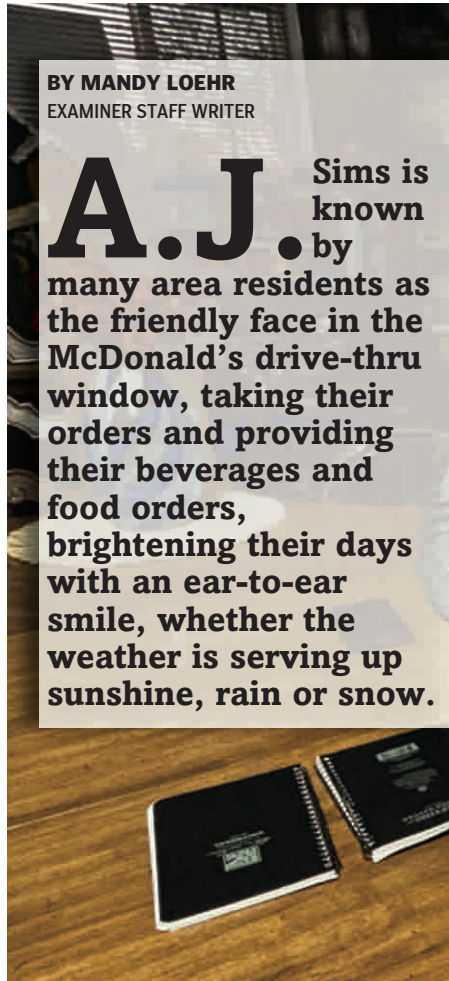 BY MANDY LOEHR
EXAMINER STAFF WRITER
A.J. Sims is
known
by
many area residents as
the friendly face in the
McDonald's drive-thru
window, taking their
orders and providing
their beverages and
food orders,
brightening their days
with an ear-to-ear
smile, whether the
weather is serving up
sunshine, rain or snow.